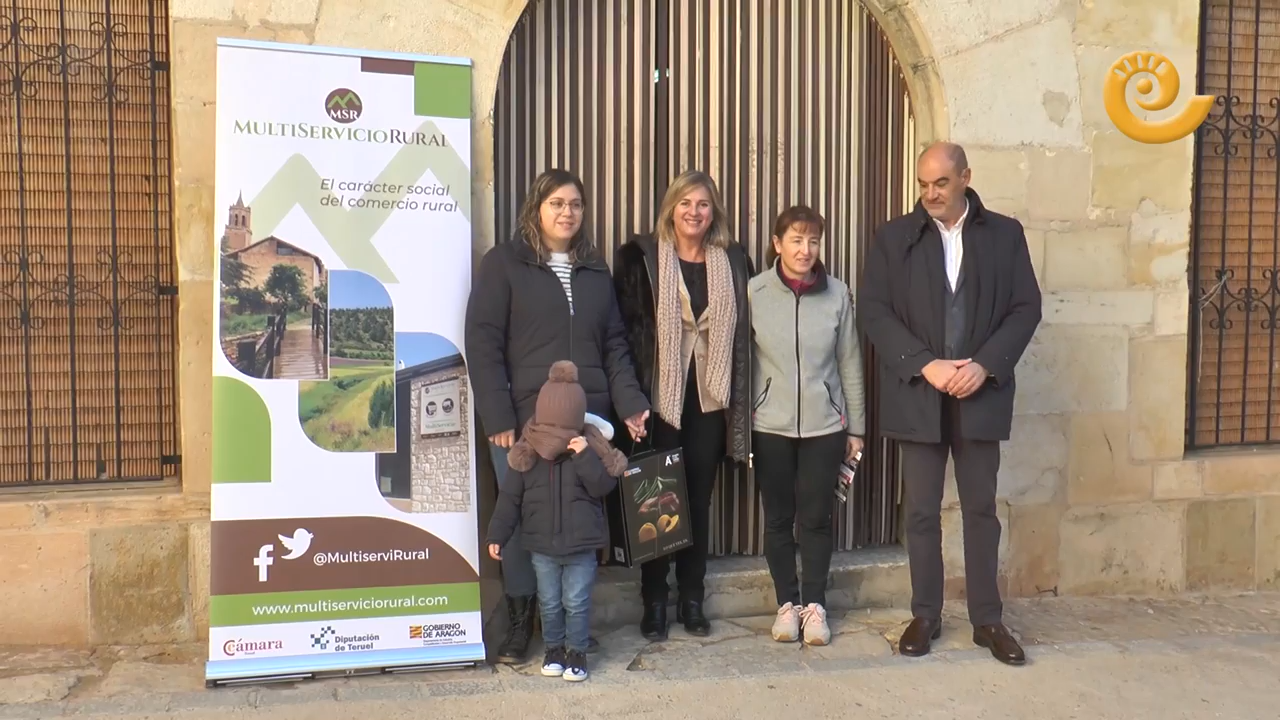 MSR
MULTISERVICIORURAL
El carácter social
del comercio rural
@MultiserviRural
www.multiserviciorural.com
Cámara
Teruel
Diputación
de Teruel
GOBIERNO
DE ARAGON